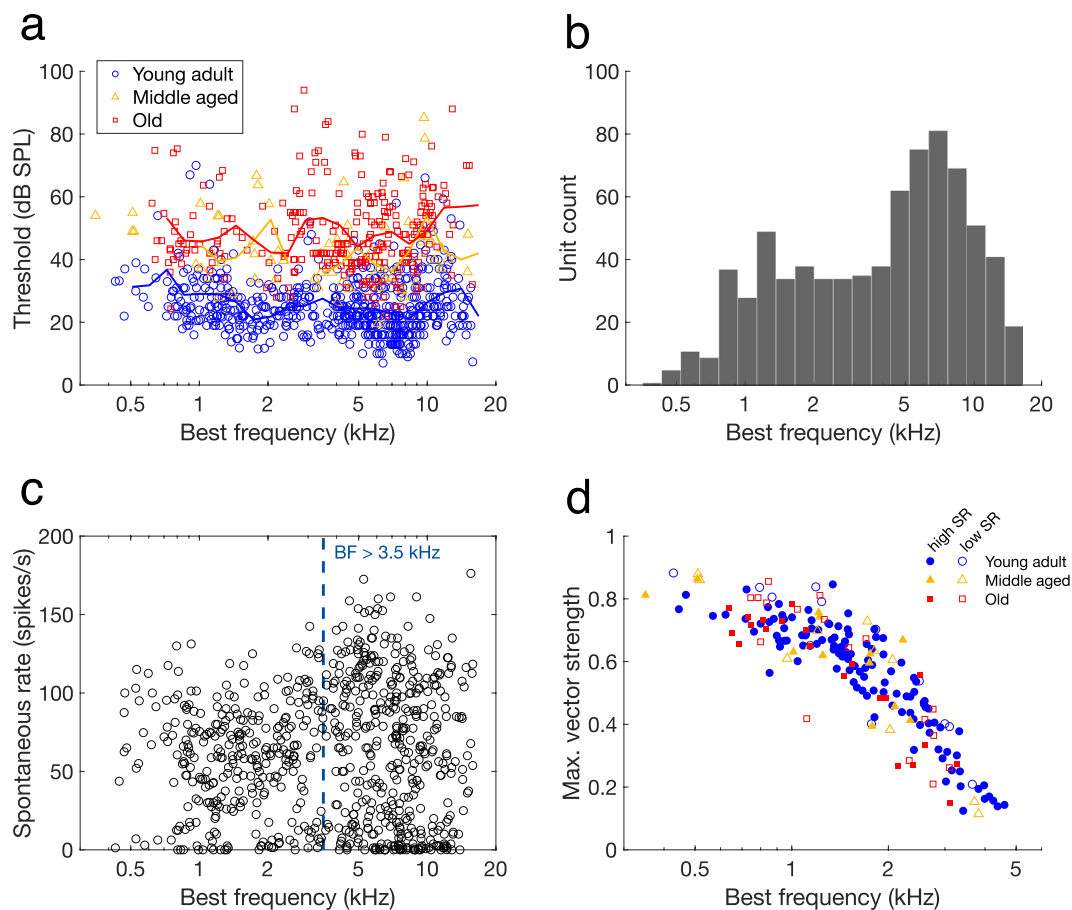 a
Threshold (dB SPL)
100
80
60
40
20
0
Young adult
Middle aged
Old
0.5 1 2 5 10 20
Best frequency (kHz)
b
Unit count
100
80
60
40
20
0
0.5 1 2 5 10 20
Best frequency (kHz)
c
Spontaneous rate (spikes/s)
200
150
100
50
0
BF > 3.5 kHz
0.5 1 2 5 10 20
Best frequency (kHz)
d
Max. vector strength
1
0.8
0.6
0.4
0.2
0
high SR
low SR
Young adult
Middle aged
Old
0.5 1 2 5
Best frequency (kHz)